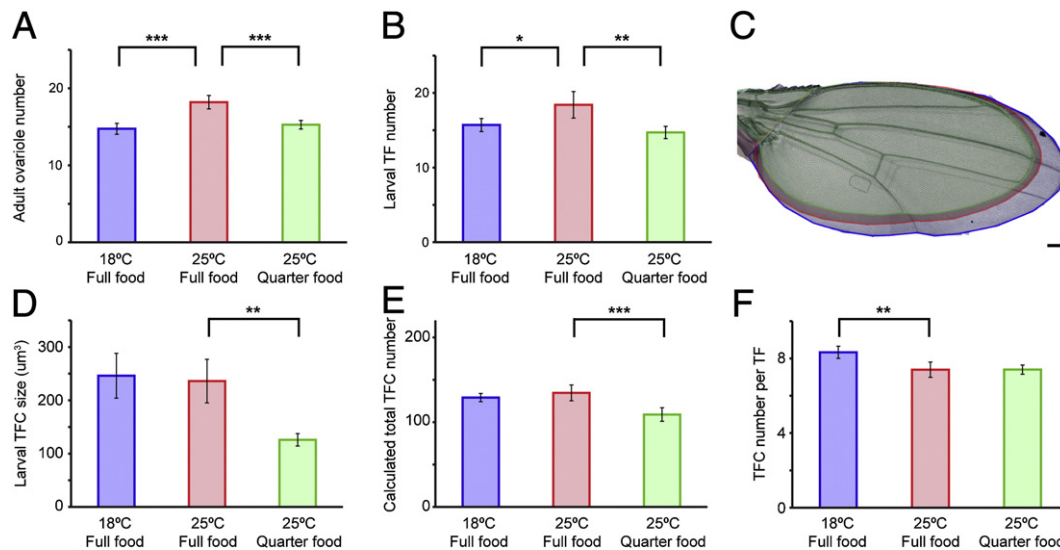 A
***
***
Adult ovariole number
20
10
0
18ºC
25ºC
25ºC
Full food
Full food
Quarter food
B
*
**
Larval TF number
20
10
0
18ºC
25ºC
25ºC
Full food
Full food
Quarter food
C
D
**
Larval TFC size (um³)
300
200
100
0
18ºC
25ºC
25ºC
Full food
Full food
Quarter food
E
***
Calculated total TFC number
200
100
0
18ºC
25ºC
25ºC
Full food
Full food
Quarter food
F
**
TFC number per TF
8
4
0
18ºC
25ºC
25ºC
Full food
Full food
Quarter food